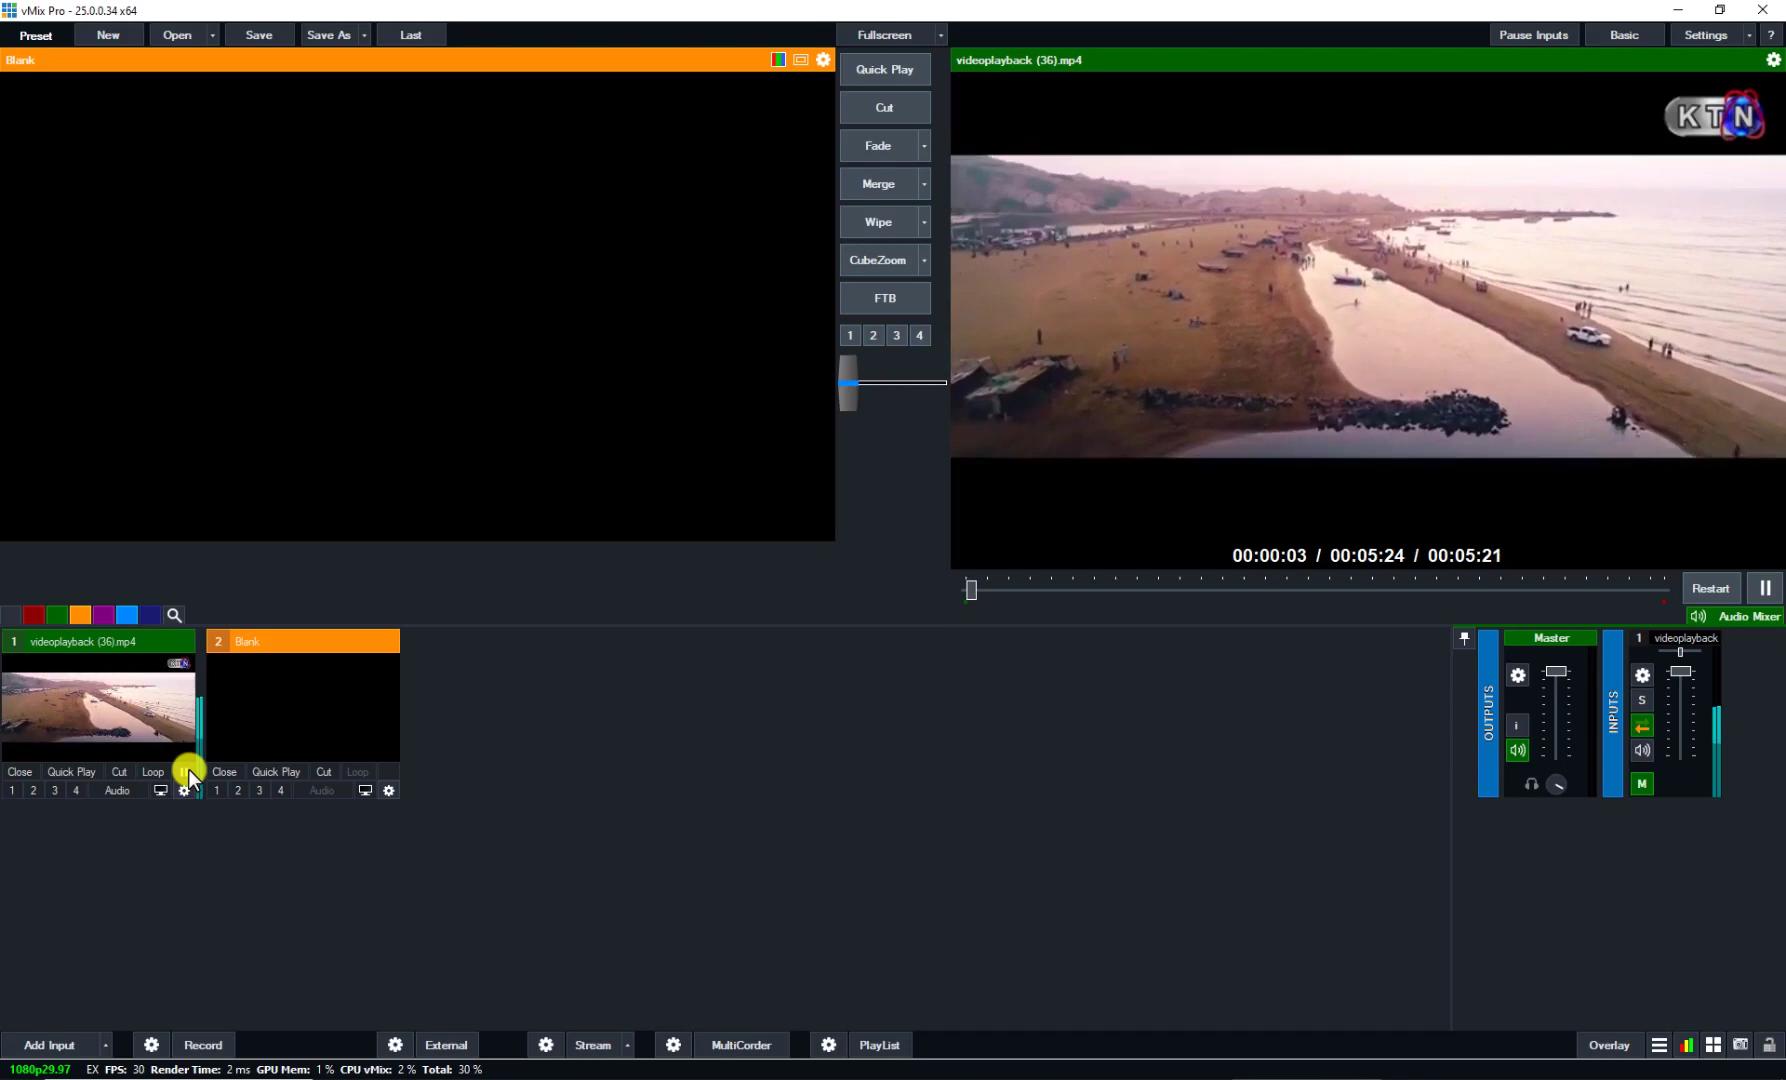 vMix Pro - 25.0.0.34 x64
Preset New Open Save Save As Last Fullscreen Pause Inputs Basic Settings ?
Blank
videoplayback (36).mp4
Quick Play
Cut
Fade
Merge
Wipe
CubeZoom
FTB
1 2 3 4
KTN
00:00:03 / 00:05:24 / 00:05:21
Restart
Audio Mixer
1 videoplayback (36).mp4
2 Blank
KTN
Close Quick Play Cut Loop
1 2 3 4 Audio
Close Quick Play Cut Loop
1 2 3 4 Audio
OUTPUTS
Master
i
INPUTS
1 videoplayback
S
M
Add Input Record External Stream MultiCorder PlayList Overlay
1080p29.97 EX FPS: 30 Render Time: 2 ms GPU Mem: 1 % CPU vMix: 2 % Total: 30 %